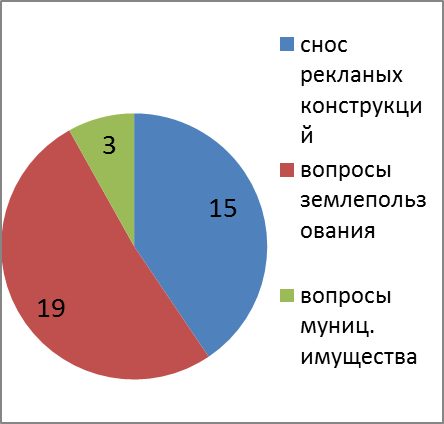 снос
рекланых
конструкци
й
вопросы
землепольз
ования
вопросы
муниц.
имущества
3
15
19